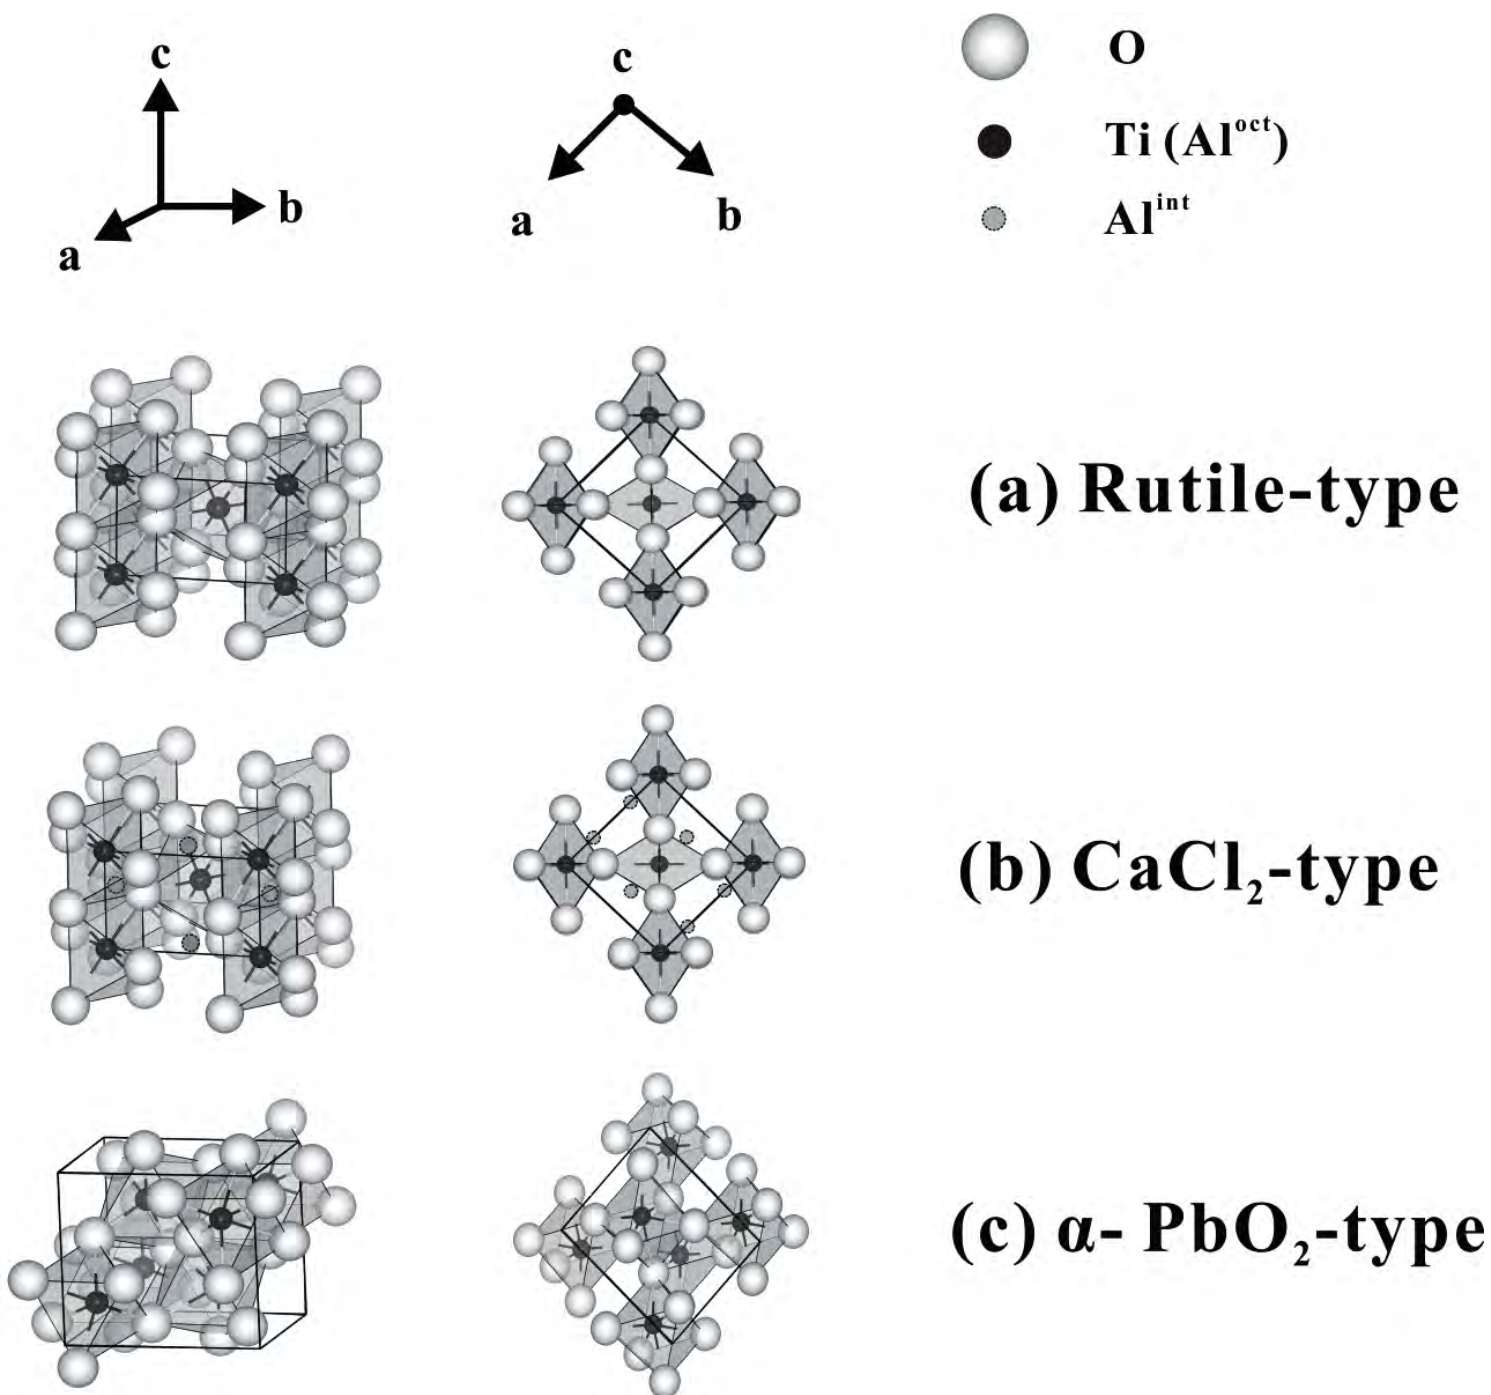 c
b
a
c
a
b
O
Ti (Al^oct)
Al^int
(a) Rutile-type
(b) CaCl₂-type
(c) α- PbO₂-type